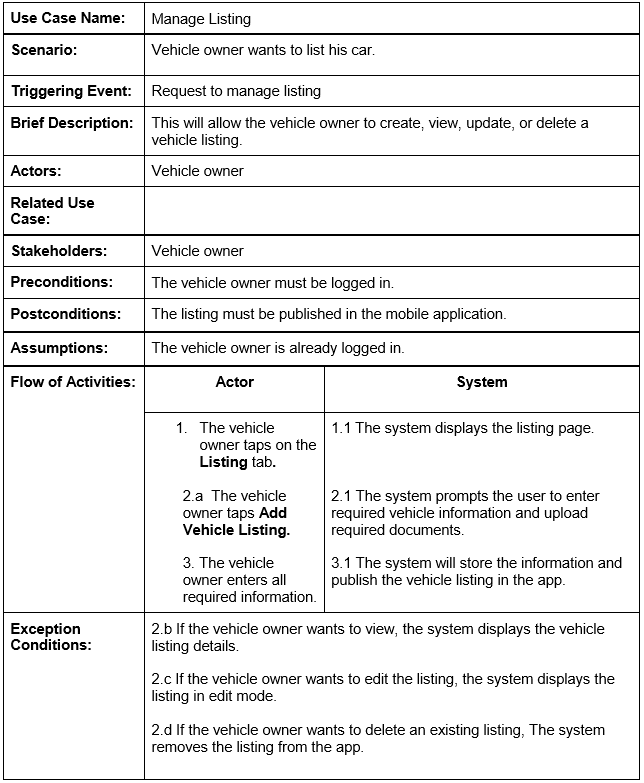 Use Case Name: Manage Listing
Scenario: Vehicle owner wants to list his car.
Triggering Event: Request to manage listing
Brief Description: This will allow the vehicle owner to create, view, update, or delete a
vehicle listing.
Actors: Vehicle owner
Related Use
Case:
Stakeholders: Vehicle owner
Preconditions: The vehicle owner must be logged in.
Postconditions: The listing must be published in the mobile application.
Assumptions: The vehicle owner is already logged in.
Flow of Activities: Actor System
1. The vehicle
owner taps on the
Listing tab.
1.1 The system displays the listing page.
2.a The vehicle
owner taps Add
Vehicle Listing.
2.1 The system prompts the user to enter
required vehicle information and upload
required documents.
3. The vehicle
owner enters all
required information.
3.1 The system will store the information and
publish the vehicle listing in the app.
Exception
Conditions:
2.b If the vehicle owner wants to view, the system displays the vehicle
listing details.
2.c If the vehicle owner wants to edit the listing, the system displays the
listing in edit mode.
2.d If the vehicle owner wants to delete an existing listing, The system
removes the listing from the app.